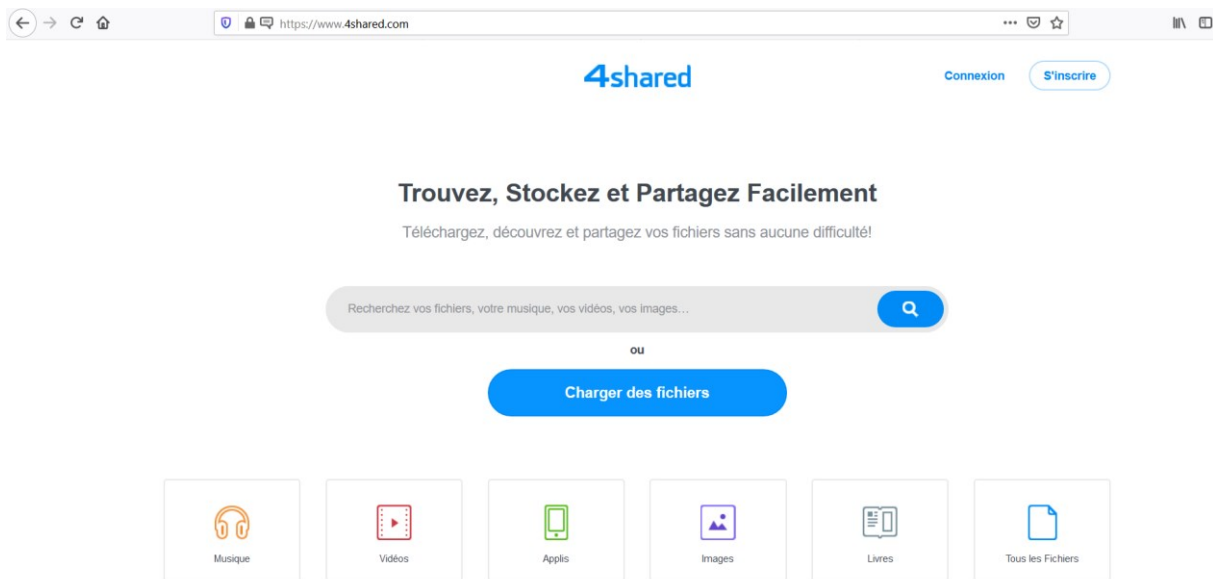 https://www.4shared.com
4shared
Connexion
S'inscrire
Trouvez, Stockez et Partagez Facilement
Téléchargez, découvrez et partagez vos fichiers sans aucune difficulté!
Recherchez vos fichiers, votre musique, vos vidéos, vos images…
ou
Charger des fichiers
Musique
Vidéos
Applis
Images
Livres
Tous les Fichiers